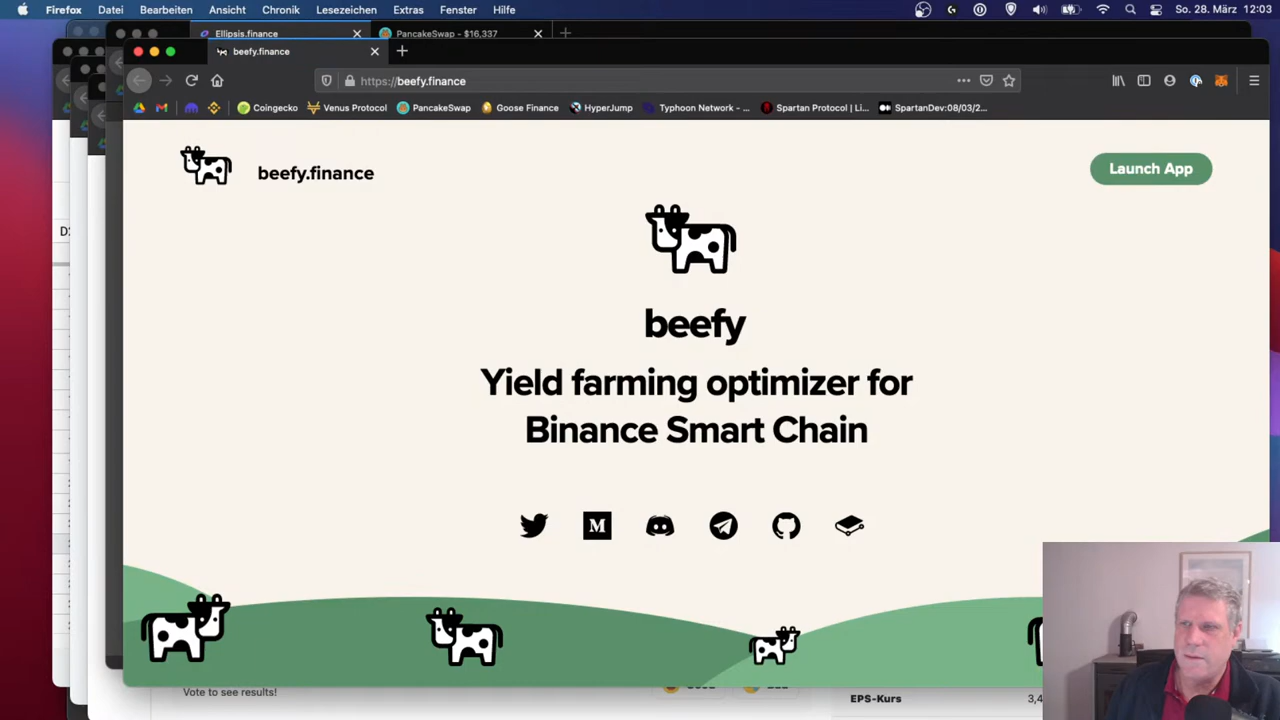 Firefox Datei Bearbeiten Ansicht Chronik Lesezeichen Extras Fenster Hilfe So. 28. März 12:03
Ellipsis.finance PancakeSwap - $16,337
beefy.finance
https://beefy.finance
Coingecko Venus Protocol PancakeSwap Goose Finance HyperJump Typhoon Network - ... Spartan Protocol | Li... SpartanDev:08/03/2...
beefy.finance
Launch App
beefy
Yield farming optimizer for
Binance Smart Chain
M
Vote to see results!
EPS-Kurs
3,4